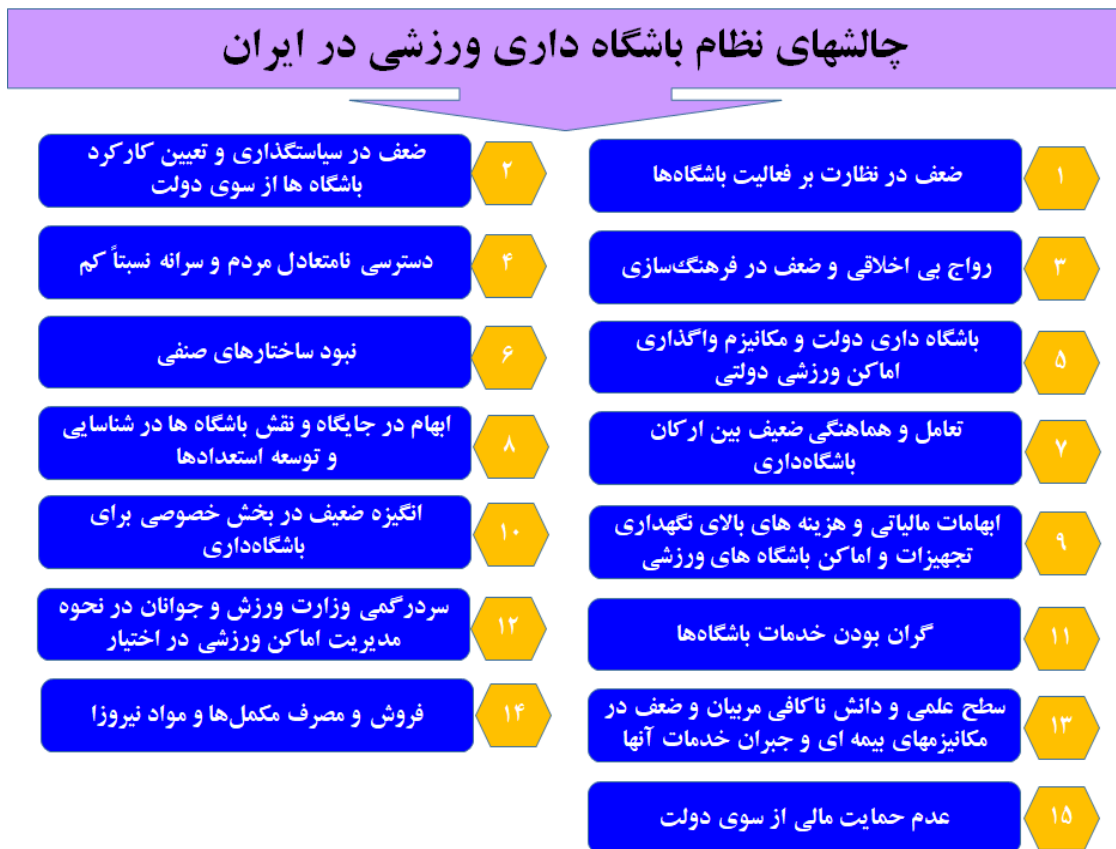 چالشهای نظام باشگاه داری ورزشی در ایران
۱
ضعف در نظارت بر فعالیت باشگاه‌ها
۲
ضعف در سیاستگذاری و تعیین کارکرد
باشگاه ها از سوی دولت
۳
رواج بی اخلاقی و ضعف در فرهنگ‌سازی
۴
دسترسی نامتعادل مردم و سرانه نسبتاً کم
۵
باشگاه داری دولت و مکانیزم واگذاری
اماکن ورزشی دولتی
۶
نبود ساختارهای صنفی
۷
تعامل و هماهنگی ضعیف بین ارکان
باشگاه‌داری
۸
ابهام در جایگاه و نقش باشگاه ها در شناسایی
و توسعه استعدادها
۹
ابهامات مالیاتی و هزینه های بالای نگهداری
تجهیزات و اماکن باشگاه های ورزشی
۱۰
انگیزه ضعیف در بخش خصوصی برای
باشگاه‌داری
۱۱
گران بودن خدمات باشگاه‌ها
۱۲
سردرگمی وزارت ورزش و جوانان در نحوه
مدیریت اماکن ورزشی در اختیار
۱۳
سطح علمی و دانش ناکافی مربیان و ضعف در
مکانیزمهای بیمه ای و جبران خدمات آنها
۱۴
فروش و مصرف مکمل‌ها و مواد نیروزا
۱۵
عدم حمایت مالی از سوی دولت